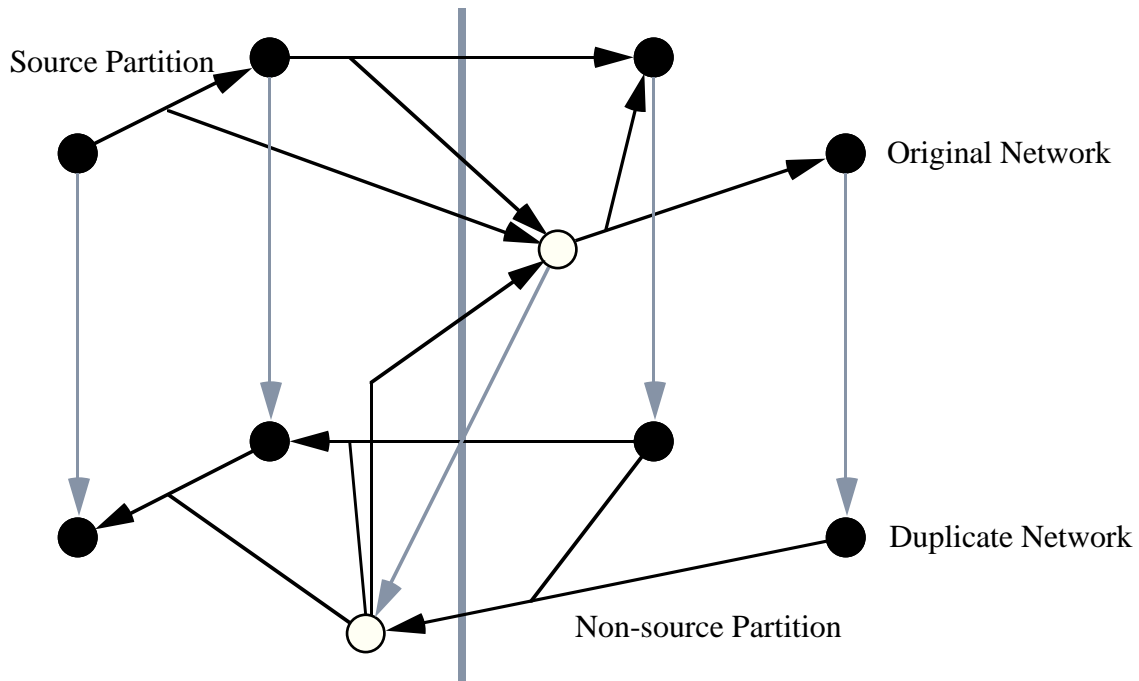 Source Partition
Original Network
Duplicate Network
Non-source Partition